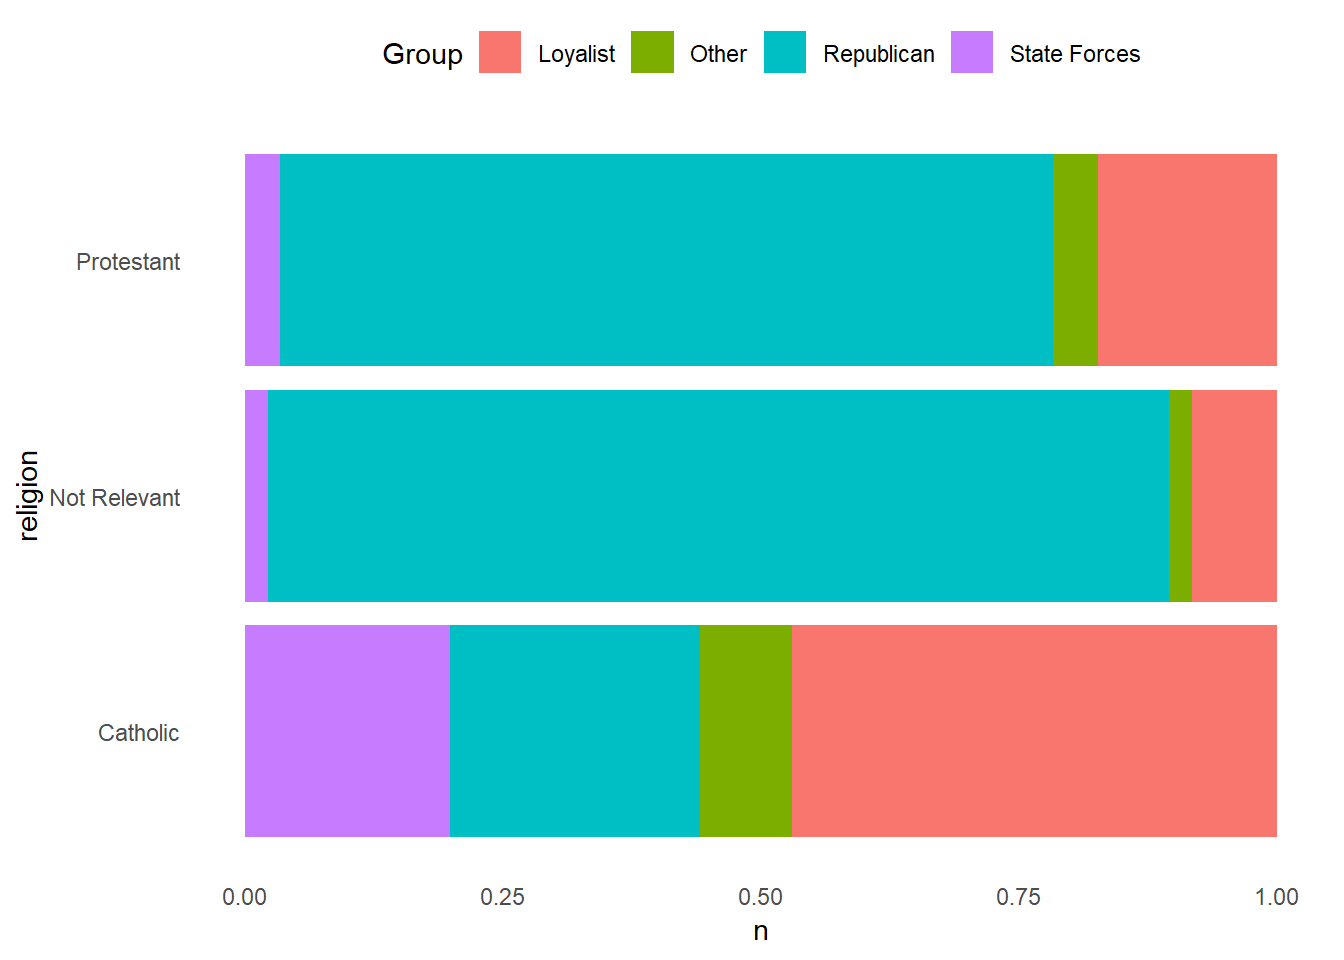 Group Loyalist Other Republican State Forces
Protestant
Not Relevant
Catholic
religion
0.00 0.25 0.50 0.75 1.00
n